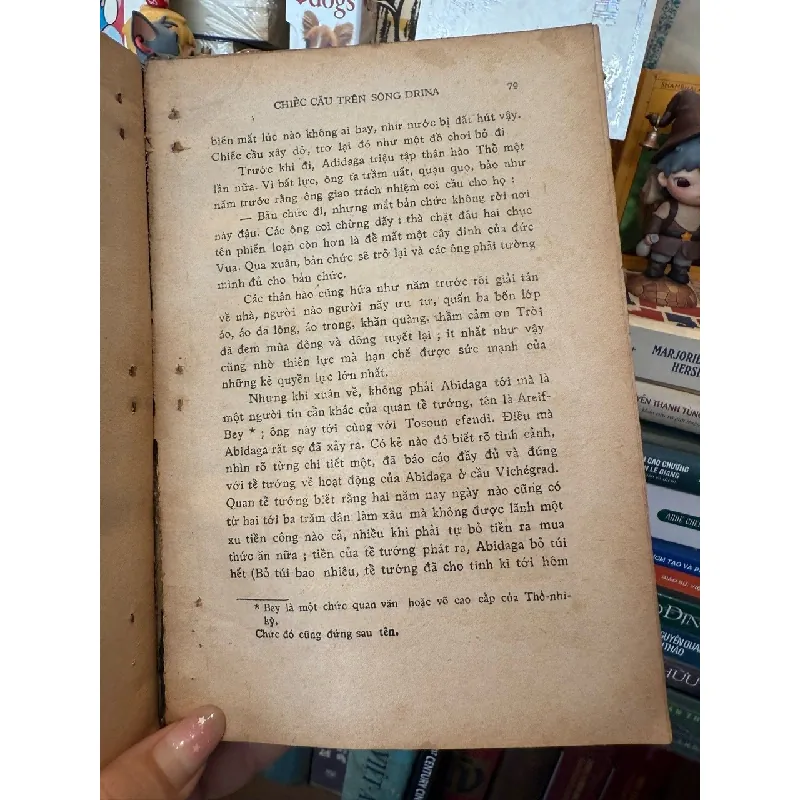 dogs
CHIẾC CẦU TRÊN SÔNG DRINA 79
biến mất lúc nào không ai hay, như nước bị đất hút vậy.
Chiếc cầu xây dở, trơ lại đó như một đồ chơi bỏ đi
Trước khi đi, Adidaga triệu tập thân hào Thổ một
lần nữa. Vì bất lực, ông ta trầm uất, quạu quọ, bảo như
năm trước rằng ông giao trách nhiệm coi cầu cho họ :
— Bản chức đi, nhưng mắt bản chức không rời nơi
này đâu. Các ông coi chừng đấy ; thà chặt đầu hai chục
tên phiến loạn còn hơn là để mất một cây đinh của đức
Vua. Qua xuân, bản chức sẽ trở lại và các ông phải tường
minh đủ cho bản chức.
Các thân hào cũng hứa như năm trước rồi giải tán
về nhà, người nào người nấy ưu tư, quấn ba bốn lớp
áo, áo da lông, áo trong, khăn quàng, thầm cảm ơn Trời
đã đem mùa đông và dông tuyết lại ; ít nhất như vậy
cũng nhờ thiên lực mà hạn chế được sức mạnh của
những kẻ quyền lực lớn nhất.
Nhưng khi xuân về, không phải Abidaga tới mà là
một người tin cẩn khác của quan tề tướng, tên là Areif-
Bey * ; ông này tới cùng với Tosoun efendi. Điều mà
Abidaga rất sợ đã xảy ra. Có kẻ nào đó biết rõ tình cảnh,
nhìn rõ từng chi tiết một, đã báo cáo đầy đủ và đúng
với tề tướng về hoạt động của Abidaga ở cầu Vichégrad.
Quan tề tướng biết rằng hai năm nay ngày nào cũng có
từ hai tới ba trăm dân làm xâu mà không được lãnh một
xu tiền công nào cả, nhiều khi phải tự bỏ tiền ra mua
thức ăn nữa ; tiền của tề tướng phát ra, Abidaga bỏ túi
hết (Bỏ túi bao nhiêu, tề tướng đã cho tính kĩ tới hôm
* Bey là một chức quan văn hoặc võ cao cấp của Thổ-nhi-
kỳ.
Chức đó cũng đứng sau tên.
MARJORIE
HERSH
CAO CHƯƠNG